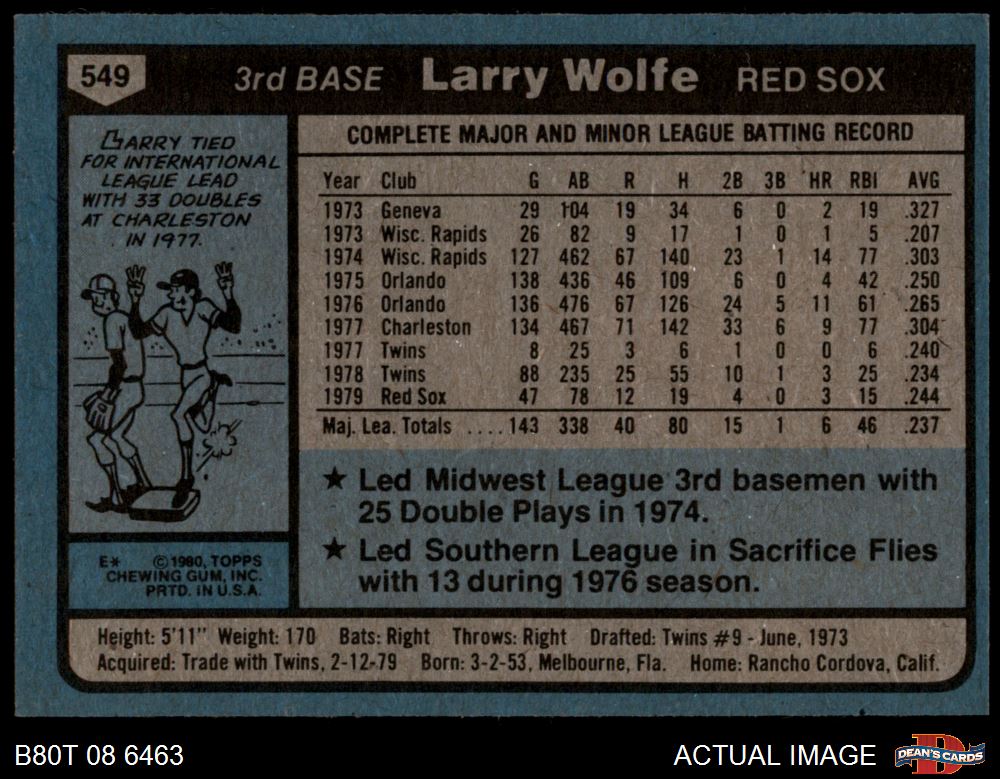 549 3rd BASE Larry Wolfe RED SOX
LARRY TIED
FOR INTERNATIONAL
LEAGUE LEAD
WITH 33 DOUBLES
AT CHARLESTON
IN 1977.
COMPLETE MAJOR AND MINOR LEAGUE BATTING RECORD
Year Club G AB R H 2B 3B HR RBI AVG
1973 Geneva 29 104 19 34 6 0 2 19 .327
1973 Wisc. Rapids 26 82 9 17 1 0 1 5 .207
1974 Wisc. Rapids 127 462 67 140 23 1 14 77 .303
1975 Orlando 138 436 46 109 6 0 4 42 .250
1976 Orlando 136 476 67 126 24 5 11 61 .265
1977 Charleston 134 467 71 142 33 6 9 77 .304
1977 Twins 8 25 3 6 1 0 0 6 .240
1978 Twins 88 235 25 55 10 1 3 25 .234
1979 Red Sox 47 78 12 19 4 0 3 15 .244
Maj. Lea. Totals ....143 338 40 80 15 1 6 46 .237
★ Led Midwest League 3rd basemen with
25 Double Plays in 1974.
★ Led Southern League in Sacrifice Flies
with 13 during 1976 season.
E* ©1980, TOPPS
CHEWING GUM, INC.
PRTD. IN U.S.A.
Height: 5'11" Weight: 170 Bats: Right Throws: Right Drafted: Twins #9 - June, 1973
Acquired: Trade with Twins, 2-12-79 Born: 3-2-53, Melbourne, Fla. Home: Rancho Cordova, Calif.
B80T 08 6463 ACTUAL IMAGE DEAN'S CARDS